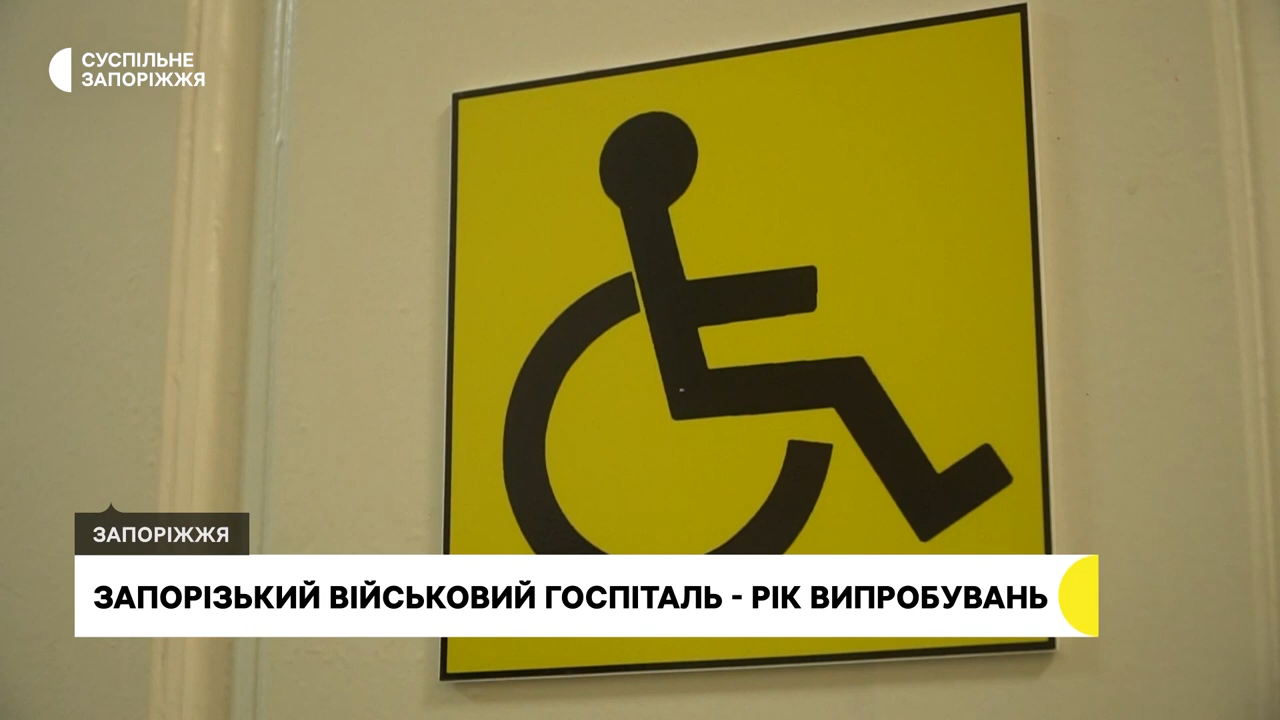 СУСПІЛЬНЕ
ЗАПОРІЖЖЯ
ЗАПОРІЖЖЯ
ЗАПОРІЗЬКИЙ ВІЙСЬКОВИЙ ГОСПІТАЛЬ - РІК ВИПРОБУВАНЬ